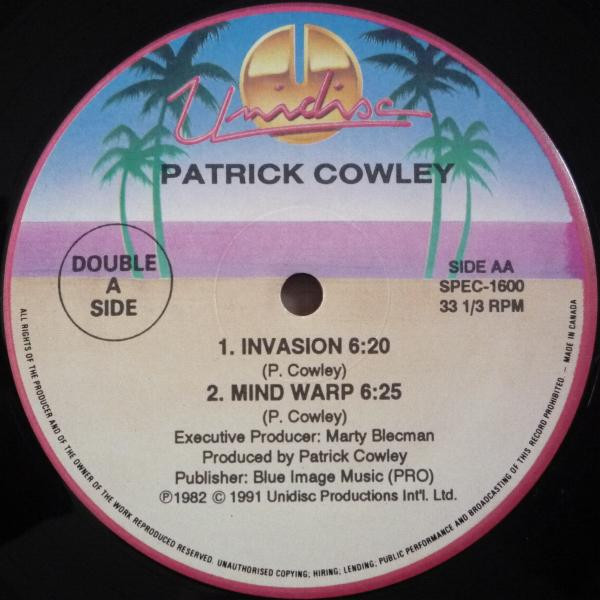 Unidisc
PATRICK COWLEY
DOUBLE
A
SIDE
SIDE AA
SPEC-1600
33 1/3 RPM
1. INVASION 6:20
(P. Cowley)
2. MIND WARP 6:25
(P. Cowley)
Executive Producer: Marty Blecman
Produced by Patrick Cowley
Publisher: Blue Image Music (PRO)
℗1982 © 1991 Unidisc Productions Int'l. Ltd.
ALL RIGHTS OF THE PRODUCER AND OF THE OWNER OF THE WORK REPRODUCED RESERVED. UNAUTHORISED COPYING; HIRING; LENDING; PUBLIC PERFORMANCE AND BROADCASTING OF THIS RECORD PROHIBITED. – MADE IN CANADA